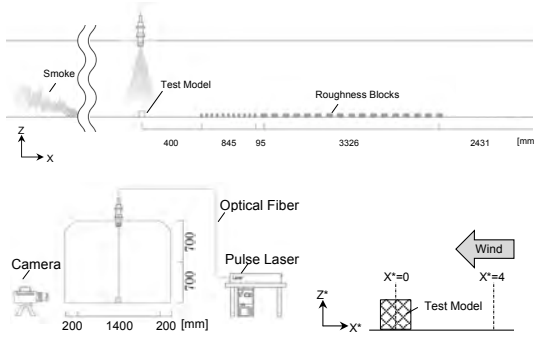 Smoke
Test Model
Roughness Blocks
Z
X
400 845 95 3326 2431 [mm
Optical Fiber
Camera
700
700
Pulse Laser
Laser
200 1400 200 [mm]
Wind
X*=0 X*=4
Z*
Test Model
X*